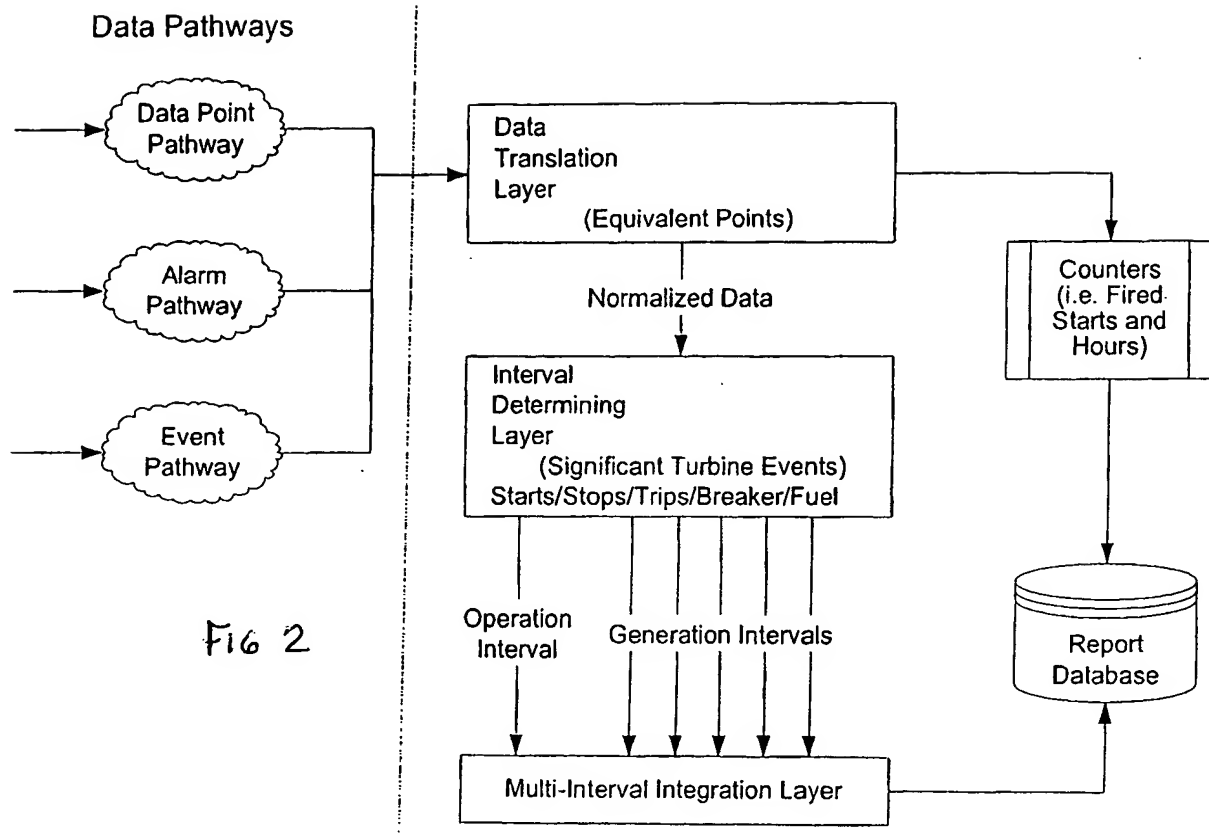 Data Pathways
Data Point
Pathway
Alarm
Pathway
Event
Pathway
Data
Translation
Layer
(Equivalent Points)
Normalized Data
Counters
(i.e. Fired
Starts and
Hours)
Interval
Determining
Layer
(Significant Turbine Events)
Starts/Stops/Trips/Breaker/Fuel
Operation
Interval
Generation Intervals
Report
Database
Multi-Interval Integration Layer
FIG 2